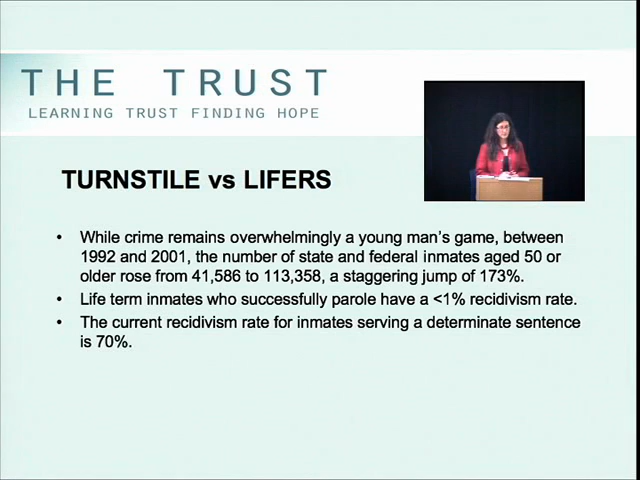 THE TRUST
LEARNING TRUST FINDING HOPE
TURNSTILE vs LIFERS
• While crime remains overwhelmingly a young man's game, between
1992 and 2001, the number of state and federal inmates aged 50 or
older rose from 41,586 to 113,358, a staggering jump of 173%.
• Life term inmates who successfully parole have a <1% recidivism rate.
• The current recidivism rate for inmates serving a determinate sentence
is 70%.